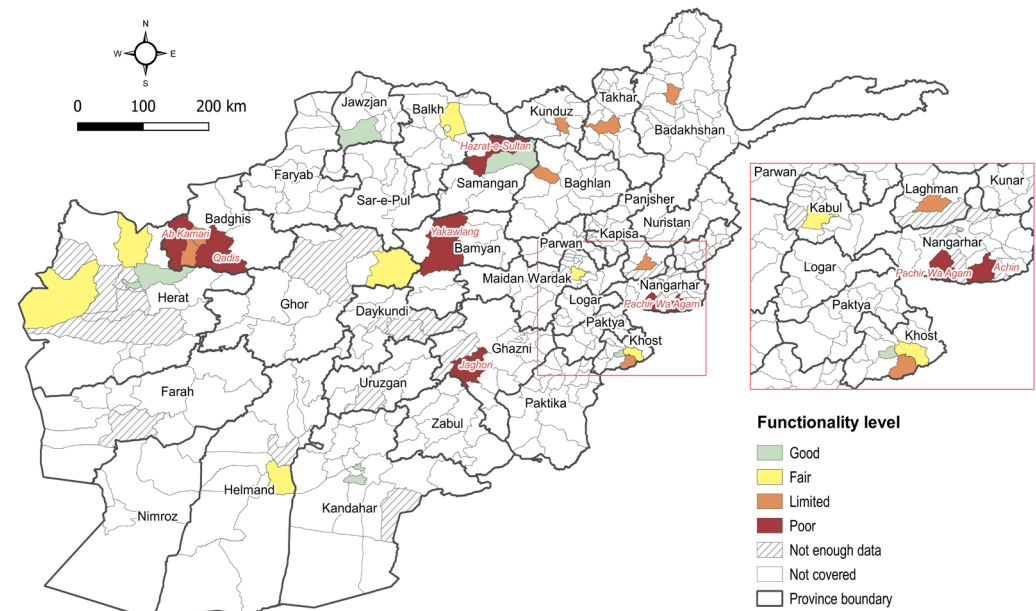 N
W
E
S
0
100
200 km
Jawzjan
Balkh
Kunduz
Takhar
Badakhshan
Hazrat-e-Sultan
Faryab
Samangan
Baghlan
Sar-e-Pul
Panjsher
Badghis
Nuristan
Ab Kamari
Yakawlang
Kapisa
Qadis
Bamyan
Parwan
Maidan Wardak
Herat
Ghor
Nangarhar
Logar
Pachir Wa Agam
Daykundi
Paktya
Khost
Ghazni
Jaghori
Farah
Uruzgan
Paktika
Zabul
Helmand
Kandahar
Nimroz
Parwan
Laghman
Kunar
Kabul
Nangarhar
Logar
Pachir Wa Agam
Achin
Paktya
Khost
Functionality level
Good
Fair
Limited
Poor
Not enough data
Not covered
Province boundary